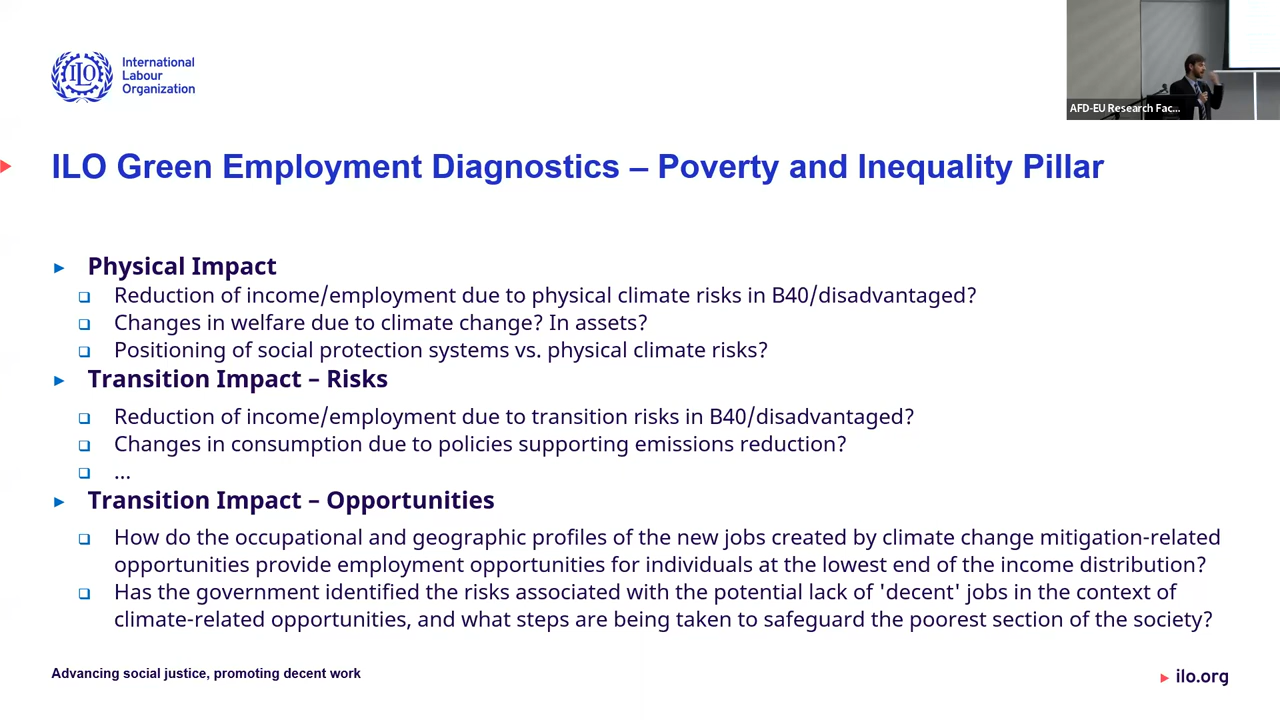 International
Labour
Organization
ILO
AFD-EU Research Fac...
ILO Green Employment Diagnostics – Poverty and Inequality Pillar
Physical Impact
Reduction of income/employment due to physical climate risks in B40/disadvantaged?
Changes in welfare due to climate change? In assets?
Positioning of social protection systems vs. physical climate risks?
Transition Impact – Risks
Reduction of income/employment due to transition risks in B40/disadvantaged?
Changes in consumption due to policies supporting emissions reduction?
...
Transition Impact – Opportunities
How do the occupational and geographic profiles of the new jobs created by climate change mitigation-related
opportunities provide employment opportunities for individuals at the lowest end of the income distribution?
Has the government identified the risks associated with the potential lack of 'decent' jobs in the context of
climate-related opportunities, and what steps are being taken to safeguard the poorest section of the society?
Advancing social justice, promoting decent work
ilo.org